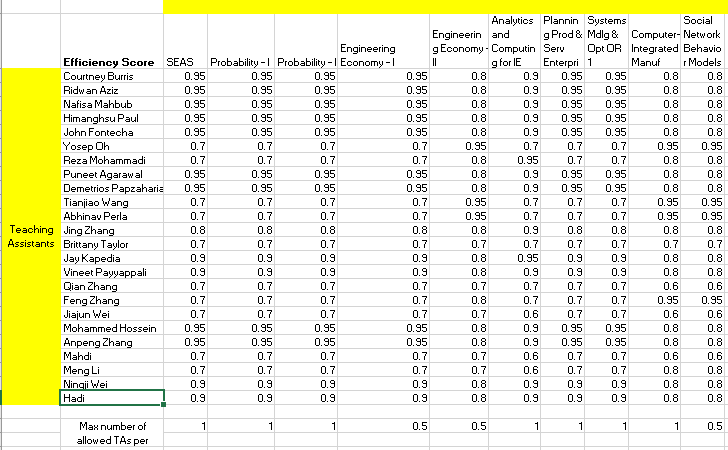 Analytics Plannin Systems Social
Engineerin and g Prod & Mdlg & Computer- Network
Engineering g Economy - Computin Serv Opt OR Integrated Behavio
Efficiency Score SEAS Probability - I Probability - I Economy - I II g for IE Enterpri 1 Manuf r Models
Courtney Burris 0.95 0.95 0.95 0.95 0.8 0.9 0.95 0.95 0.8 0.8
Ridwan Aziz 0.95 0.95 0.95 0.95 0.8 0.9 0.95 0.95 0.8 0.8
Nafisa Mahbub 0.95 0.95 0.95 0.95 0.8 0.9 0.95 0.95 0.8 0.8
Himanghsu Paul 0.95 0.95 0.95 0.95 0.8 0.9 0.95 0.95 0.8 0.8
John Fontecha 0.95 0.95 0.95 0.95 0.8 0.9 0.95 0.95 0.8 0.8
Yosep Oh 0.7 0.7 0.7 0.7 0.95 0.9 0.7 0.7 0.95 0.95
Reza Mohammadi 0.7 0.7 0.7 0.7 0.8 0.95 0.7 0.7 0.8 0.8
Puneet Agarawal 0.95 0.95 0.95 0.95 0.8 0.9 0.95 0.95 0.8 0.8
Demetrios Papzaharia 0.95 0.95 0.95 0.95 0.8 0.9 0.95 0.95 0.8 0.8
Tianjiao Wang 0.7 0.7 0.7 0.7 0.95 0.9 0.7 0.7 0.95 0.95
Abhinav Perla 0.7 0.7 0.7 0.7 0.95 0.9 0.7 0.7 0.95 0.95
Teaching Jing Zhang 0.8 0.8 0.8 0.8 0.8 0.9 0.8 0.8 0.8 0.8
Assistants Brittany Taylor 0.7 0.7 0.7 0.7 0.7 0.7 0.7 0.7 0.7 0.7
Jay Kapedia 0.9 0.9 0.9 0.9 0.8 0.95 0.9 0.9 0.8 0.8
Vineet Payyappali 0.9 0.9 0.9 0.9 0.8 0.9 0.9 0.9 0.8 0.8
Qian Zhang 0.7 0.7 0.7 0.7 0.7 0.6 0.7 0.7 0.6 0.6
Feng Zhang 0.7 0.7 0.7 0.7 0.8 0.9 0.7 0.7 0.95 0.95
Jiajun Wei 0.7 0.7 0.7 0.7 0.7 0.6 0.7 0.7 0.6 0.6
Mohammed Hossein 0.95 0.95 0.95 0.95 0.8 0.9 0.95 0.95 0.8 0.8
Anpeng Zhang 0.95 0.95 0.95 0.95 0.8 0.9 0.95 0.95 0.8 0.8
Mahdi 0.7 0.7 0.7 0.7 0.7 0.6 0.7 0.7 0.6 0.6
Meng Li 0.7 0.7 0.7 0.7 0.7 0.6 0.7 0.7 0.8 0.8
Ningji Wei 0.9 0.9 0.9 0.9 0.8 0.9 0.9 0.9 0.8 0.8
Hadi 0.9 0.9 0.9 0.9 0.8 0.9 0.9 0.9 0.8 0.8
Max number of 1 1 1 0.5 0.5 1 1 1 1 0.5
allowed TAs per